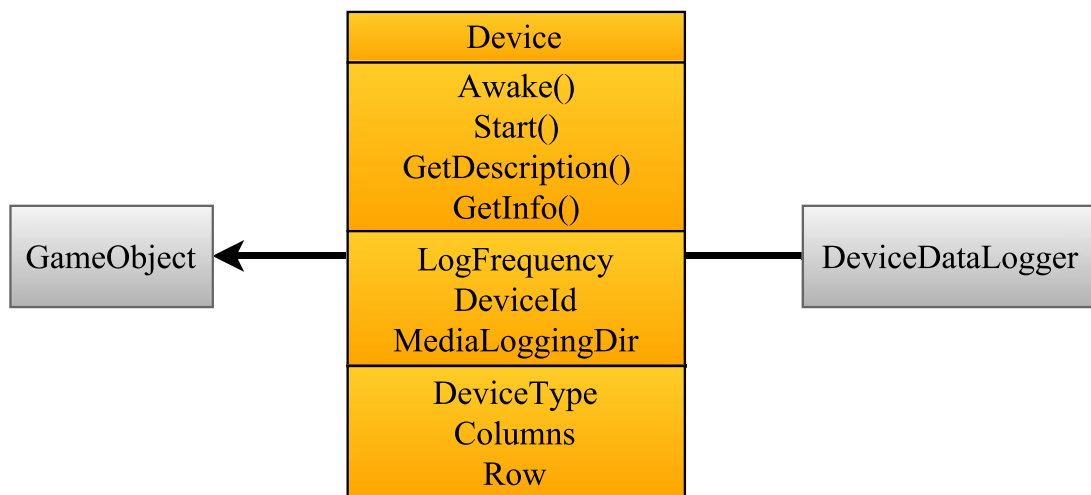 Device
Awake()
Start()
GetDescription()
GetInfo()
GameObject
LogFrequency
DeviceId
MediaLoggingDir
DeviceDataLogger
DeviceType
Columns
Row